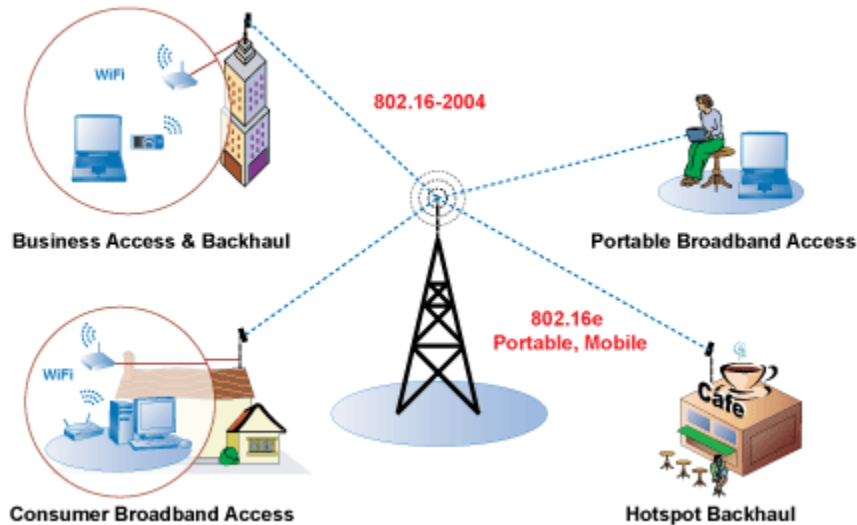 WiFi
802.16-2004
Business Access & Backhaul
Portable Broadband Access
802.16e
Portable, Mobile
WiFi
Cafe
Consumer Broadband Access
Hotspot Backhaul